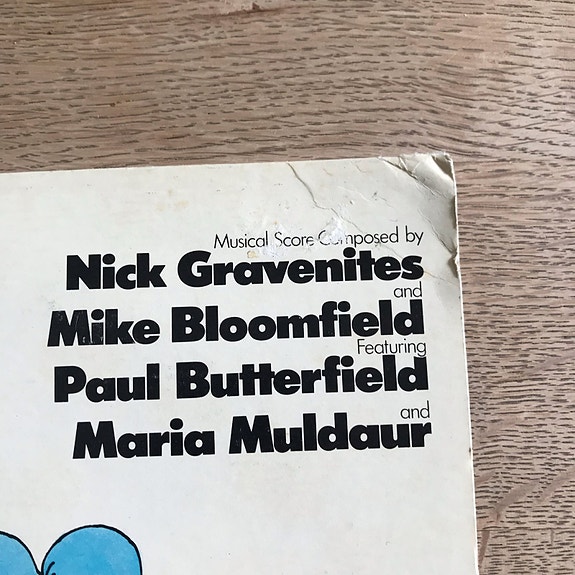 Musical Score Composed by
Nick Gravenites
and
Mike Bloomfield
Featuring
Paul Butterfield
and
Maria Muldaur